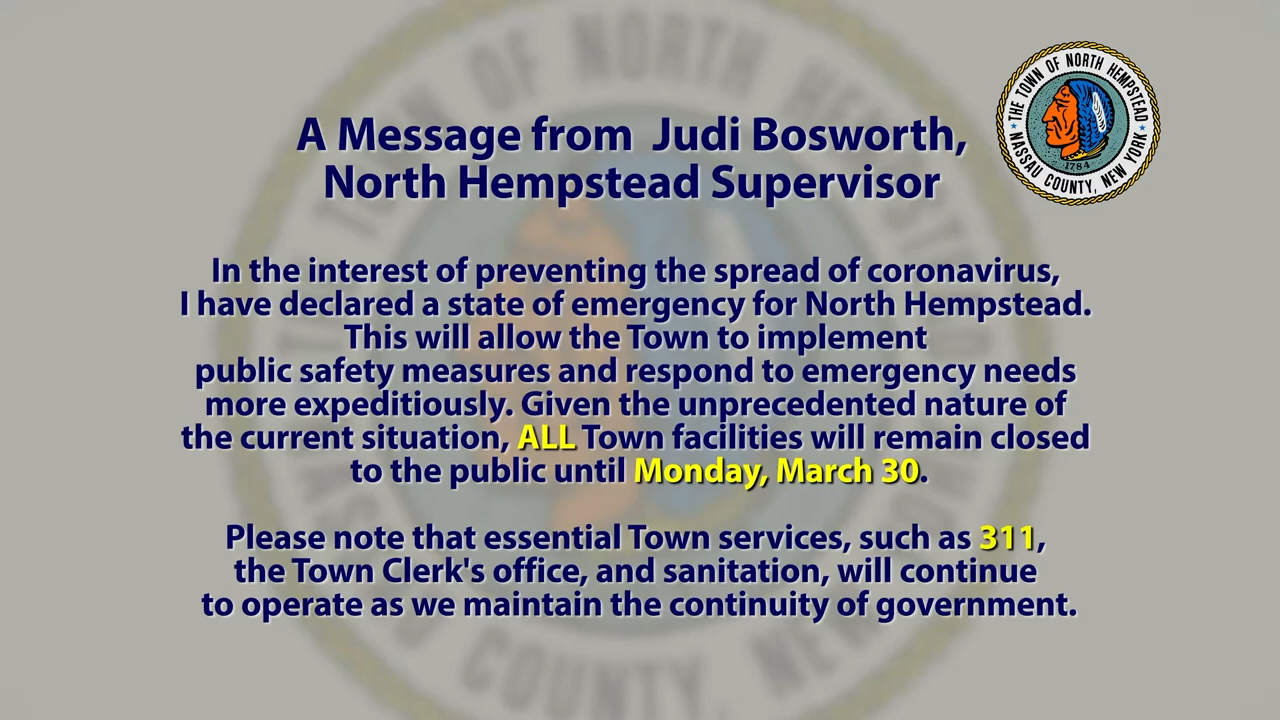 A Message from Judi Bosworth,
North Hempstead Supervisor
THE TOWN OF NORTH HEMPSTEAD
1784
NASSAU COUNTY, NEW YORK
In the interest of preventing the spread of coronavirus,
I have declared a state of emergency for North Hempstead.
This will allow the Town to implement
public safety measures and respond to emergency needs
more expeditiously. Given the unprecedented nature of
the current situation, ALL Town facilities will remain closed
to the public until Monday, March 30.
Please note that essential Town services, such as 311,
the Town Clerk's office, and sanitation, will continue
to operate as we maintain the continuity of government.